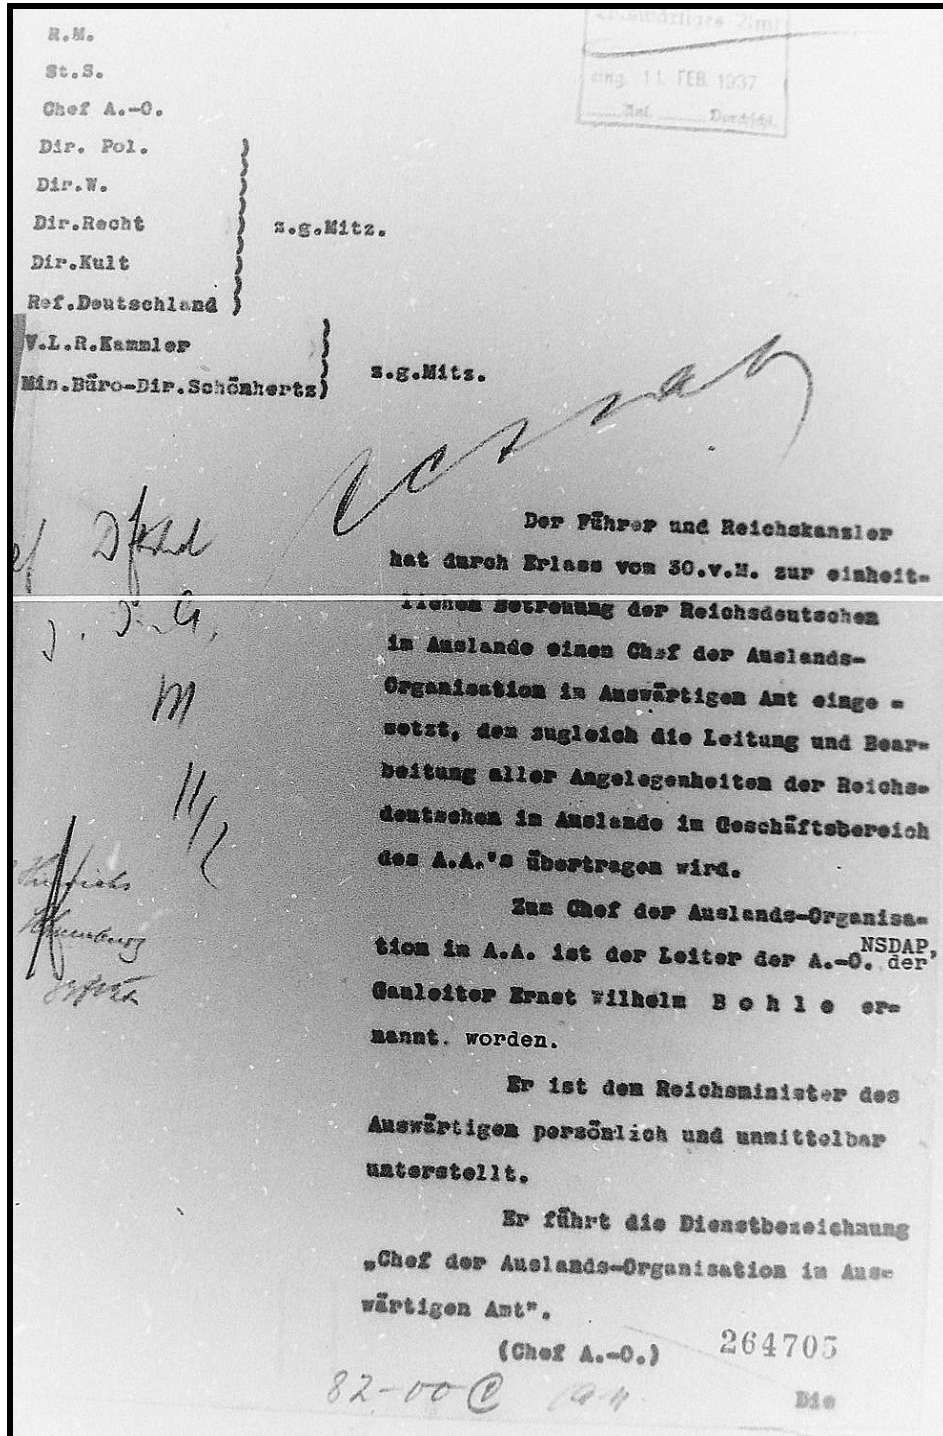 R.M.
St.S.
Chef A.-O.
Dir. Pol.
Dir.W.
Dir.Recht
z.g.Mitz.
Dir.Kult
Ref.Deutschland
V.L.R.Kammler
z.g.Mitz.
Min.Büro-Dir.Schönhertz)
Auswärtiges Amt
eing. 11. FEB. 1937
Anl. Durchschl.
Der Führer und Reichskanzler
hat durch Erlass vom 30.v.M. zur einheit-
lichen Betreuung der Reichsdeutschen
im Auslande einen Chef der Auslands-
Organisation im Auswärtigen Amt einge -
setzt, dem zugleich die Leitung und Bear-
beitung aller Angelegenheiten der Reichs-
deutschen im Auslande im Geschäftsbereich
des A.A.'s übertragen wird.
Zum Chef der Auslands-Organisa-
tion im A.A. ist der Leiter der A.-O. der NSDAP,
Gauleiter Ernst Wilhelm B o h l e er-
nannt. worden.
Er ist dem Reichsminister des
Auswärtigen persönlich und unmittelbar
unterstellt.
Er führt die Dienstbezeichnung
„Chef der Auslands-Organisation im Aus-
wärtigen Amt".
(Chef A.-O.)
264705
82-00 C
Die
11/2